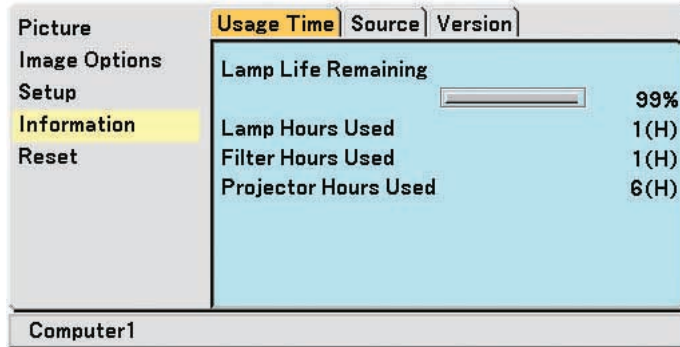 Picture
Image Options
Setup
Information
Reset
Usage Time Source Version
Lamp Life Remaining
99%
Lamp Hours Used 1(H)
Filter Hours Used 1(H)
Projector Hours Used 6(H)
Computer1